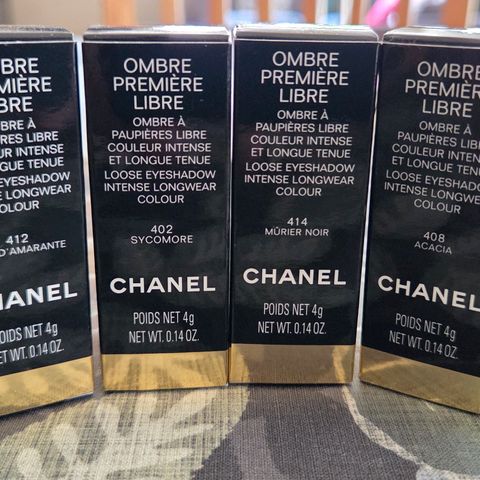 OMBRE
PREMIÈRE
LIBRE
OMBRE À
PAUPIÈRES LIBRE
COULEUR INTENSE
ET LONGUE TENUE
LOOSE EYESHADOW
INTENSE LONGWEAR
COLOUR
412
D'AMARANTE
CHANEL
POIDS NET 4g
NET WT. 0.14 OZ.
OMBRE
PREMIÈRE
LIBRE
OMBRE À
PAUPIÈRES LIBRE
COULEUR INTENSE
ET LONGUE TENUE
LOOSE EYESHADOW
INTENSE LONGWEAR
COLOUR
402
SYCOMORE
CHANEL
POIDS NET 4g
NET WT. 0.14 OZ.
OMBRE
PREMIÈRE
LIBRE
OMBRE À
PAUPIÈRES LIBRE
COULEUR INTENSE
ET LONGUE TENUE
LOOSE EYESHADOW
INTENSE LONGWEAR
COLOUR
414
MÛRIER NOIR
CHANEL
POIDS NET 4g
NET WT. 0.14 OZ.
OMBRE
PREMIÈRE
LIBRE
OMBRE À
PAUPIÈRES LIBRE
COULEUR INTENSE
ET LONGUE TENUE
LOOSE EYESHADOW
INTENSE LONGWEAR
COLOUR
408
ACACIA
CHANEL
POIDS NET 4g
NET WT. 0.14 OZ.